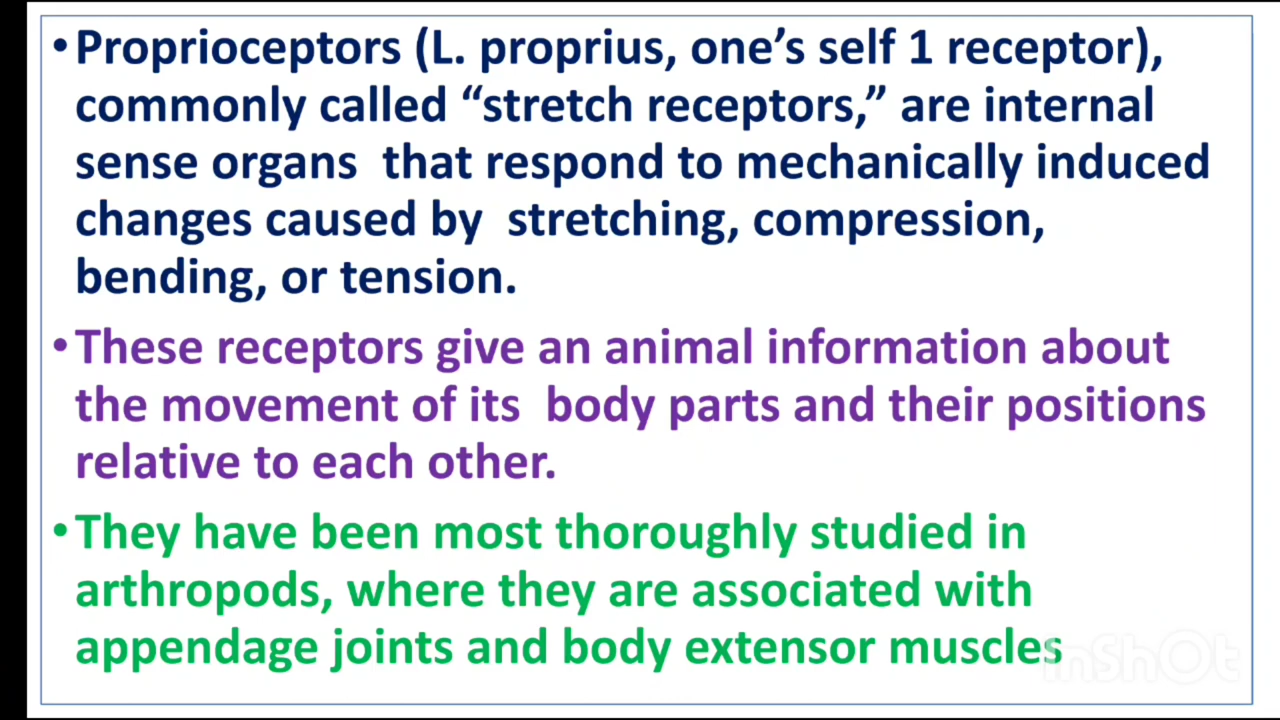 •Proprioceptors (L. proprius, one’s self 1 receptor),
commonly called “stretch receptors,” are internal
sense organs that respond to mechanically induced
changes caused by stretching, compression,
bending, or tension.
•These receptors give an animal information about
the movement of its body parts and their positions
relative to each other.
•They have been most thoroughly studied in
arthropods, where they are associated with
appendage joints and body extensor muscles
InShOt